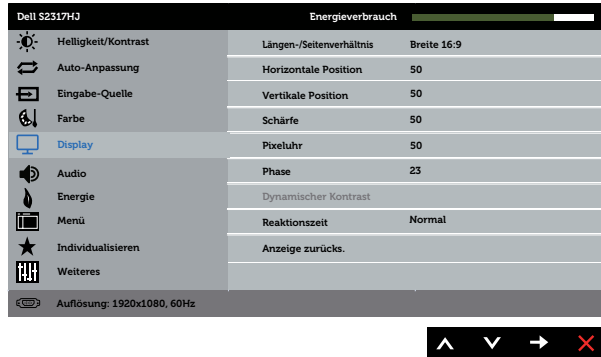 Dell S2317HJ Energieverbrauch
Helligkeit/Kontrast Längen-/Seitenverhältnis Breite 16:9
Auto-Anpassung Horizontale Position 50
Eingabe-Quelle Vertikale Position 50
Farbe Schärfe 50
Display Pixeluhr 50
Audio Phase 23
Energie Dynamischer Kontrast
Menü Reaktionszeit Normal
Individualisieren Anzeige zurücks.
Weiteres
Auflösung: 1920x1080, 60Hz